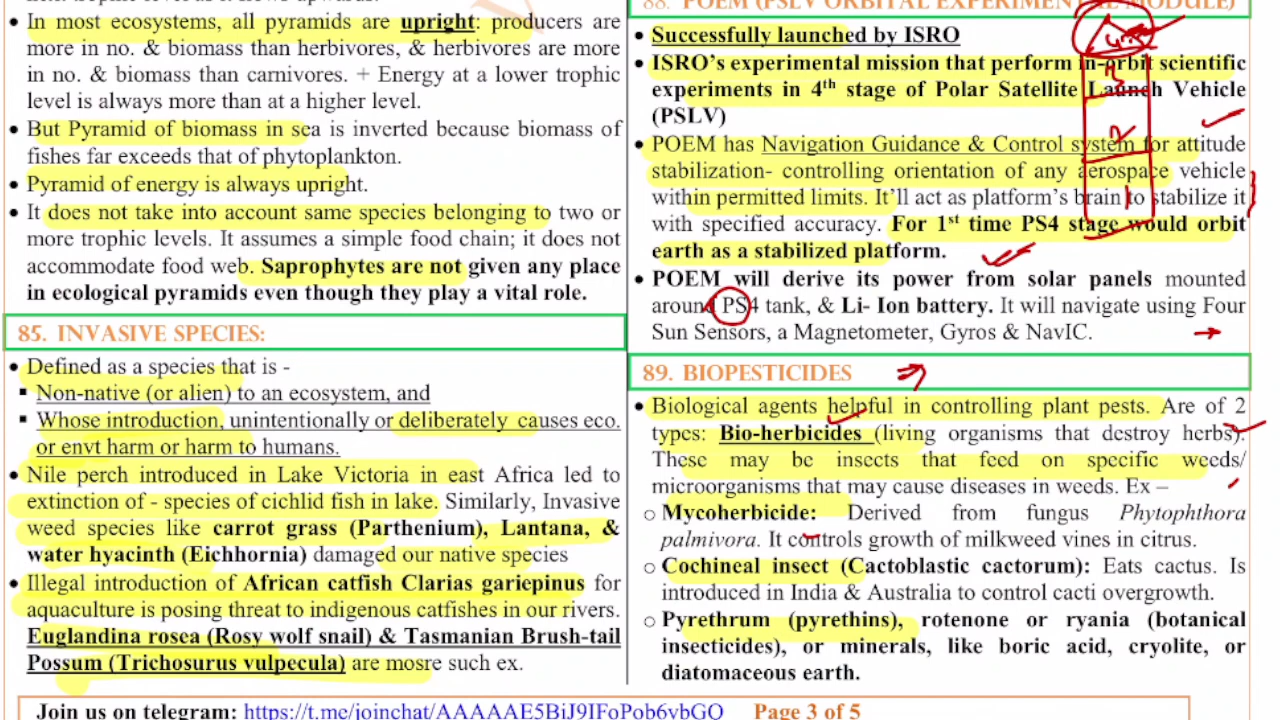 In most ecosystems, all pyramids are upright: producers are
more in no. & biomass than herbivores, & herbivores are more
in no. & biomass than carnivores. + Energy at a lower trophic
level is always more than at a higher level.
But Pyramid of biomass in sea is inverted because biomass of
fishes far exceeds that of phytoplankton.
Pyramid of energy is always upright.
It does not take into account same species belonging to two or
more trophic levels. It assumes a simple food chain; it does not
accommodate food web. Saprophytes are not given any place
in ecological pyramids even though they play a vital role.
85. INVASIVE SPECIES:
Defined as a species that is -
Non-native (or alien) to an ecosystem, and
Whose introduction, unintentionally or deliberately causes eco.
or envt harm or harm to humans.
Nile perch introduced in Lake Victoria in east Africa led to
extinction of - species of cichlid fish in lake. Similarly, Invasive
weed species like carrot grass (Parthenium), Lantana, &
water hyacinth (Eichhornia) damaged our native species
Illegal introduction of African catfish Clarias gariepinus for
aquaculture is posing threat to indigenous catfishes in our rivers.
Euglandina rosea (Rosy wolf snail) & Tasmanian Brush-tail
Possum (Trichosurus vulpecula) are mosre such ex.
88. POEM (PSLV ORBITAL EXPERIMENTAL MODULE)
Successfully launched by ISRO
ISRO's experimental mission that perform in-orbit scientific
experiments in 4th stage of Polar Satellite Launch Vehicle
(PSLV)
POEM has Navigation Guidance & Control system for attitude
stabilization- controlling orientation of any aerospace vehicle
within permitted limits. It'll act as platform's brain to stabilize it
with specified accuracy. For 1st time PS4 stage would orbit
earth as a stabilized platform.
POEM will derive its power from solar panels mounted
around PS4 tank, & Li- Ion battery. It will navigate using Four
Sun Sensors, a Magnetometer, Gyros & NavIC.
3
2
1
89. BIOPESTICIDES
Biological agents helpful in controlling plant pests. Are of 2
types: Bio-herbicides (living organisms that destroy herbs).
These may be insects that feed on specific weeds/
microorganisms that may cause diseases in weeds. Ex –
Mycoherbicide: Derived from fungus Phytophthora
palmivora. It controls growth of milkweed vines in citrus.
Cochineal insect (Cactoblastic cactorum): Eats cactus. Is
introduced in India & Australia to control cacti overgrowth.
Pyrethrum (pyrethins), rotenone or ryania (botanical
insecticides), or minerals, like boric acid, cryolite, or
diatomaceous earth.
Join us on telegram: https://t.me/joinchat/AAAAAE5BiJ9IFoPob6vbGQ Page 3 of 5